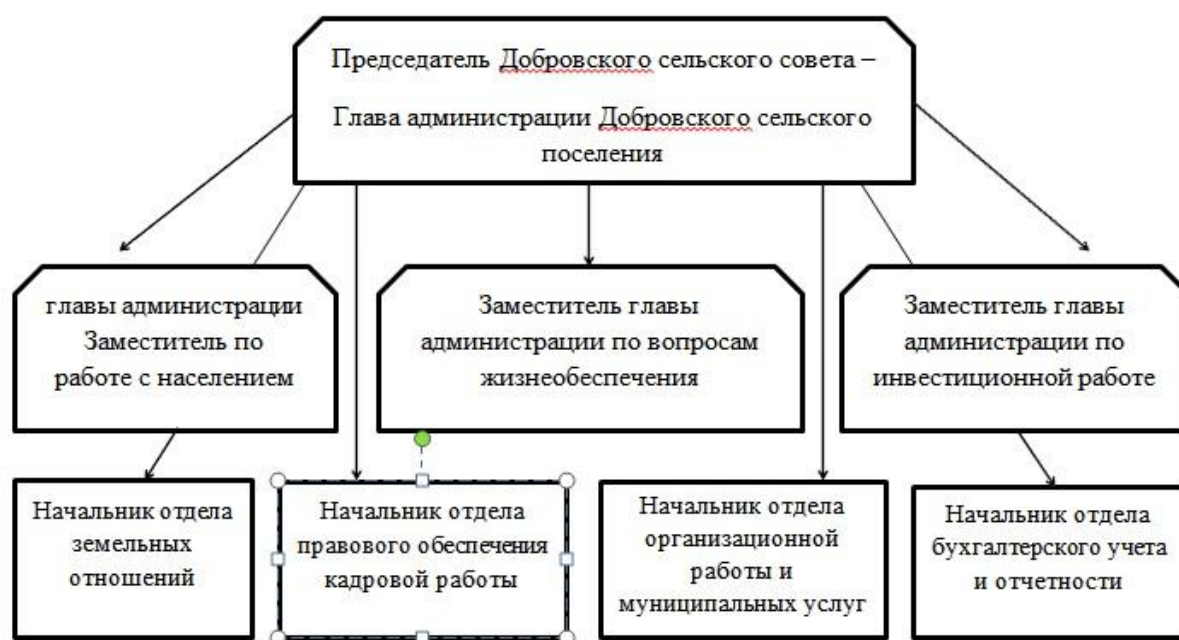 Председатель Добровского сельского совета –
Глава администрации Добровского сельского
поселения
главы администрации
Заместитель по
работе с населением
Заместитель главы
администрации по вопросам
жизнеобеспечения
Заместитель главы
администрации по
инвестиционной работе
Начальник отдела
земельных
отношений
Начальник отдела
правового обеспечения
кадровой работы
Начальник отдела
организационной
работы и
муниципальных услуг
Начальник отдела
бухгалтерского учета
и отчетности